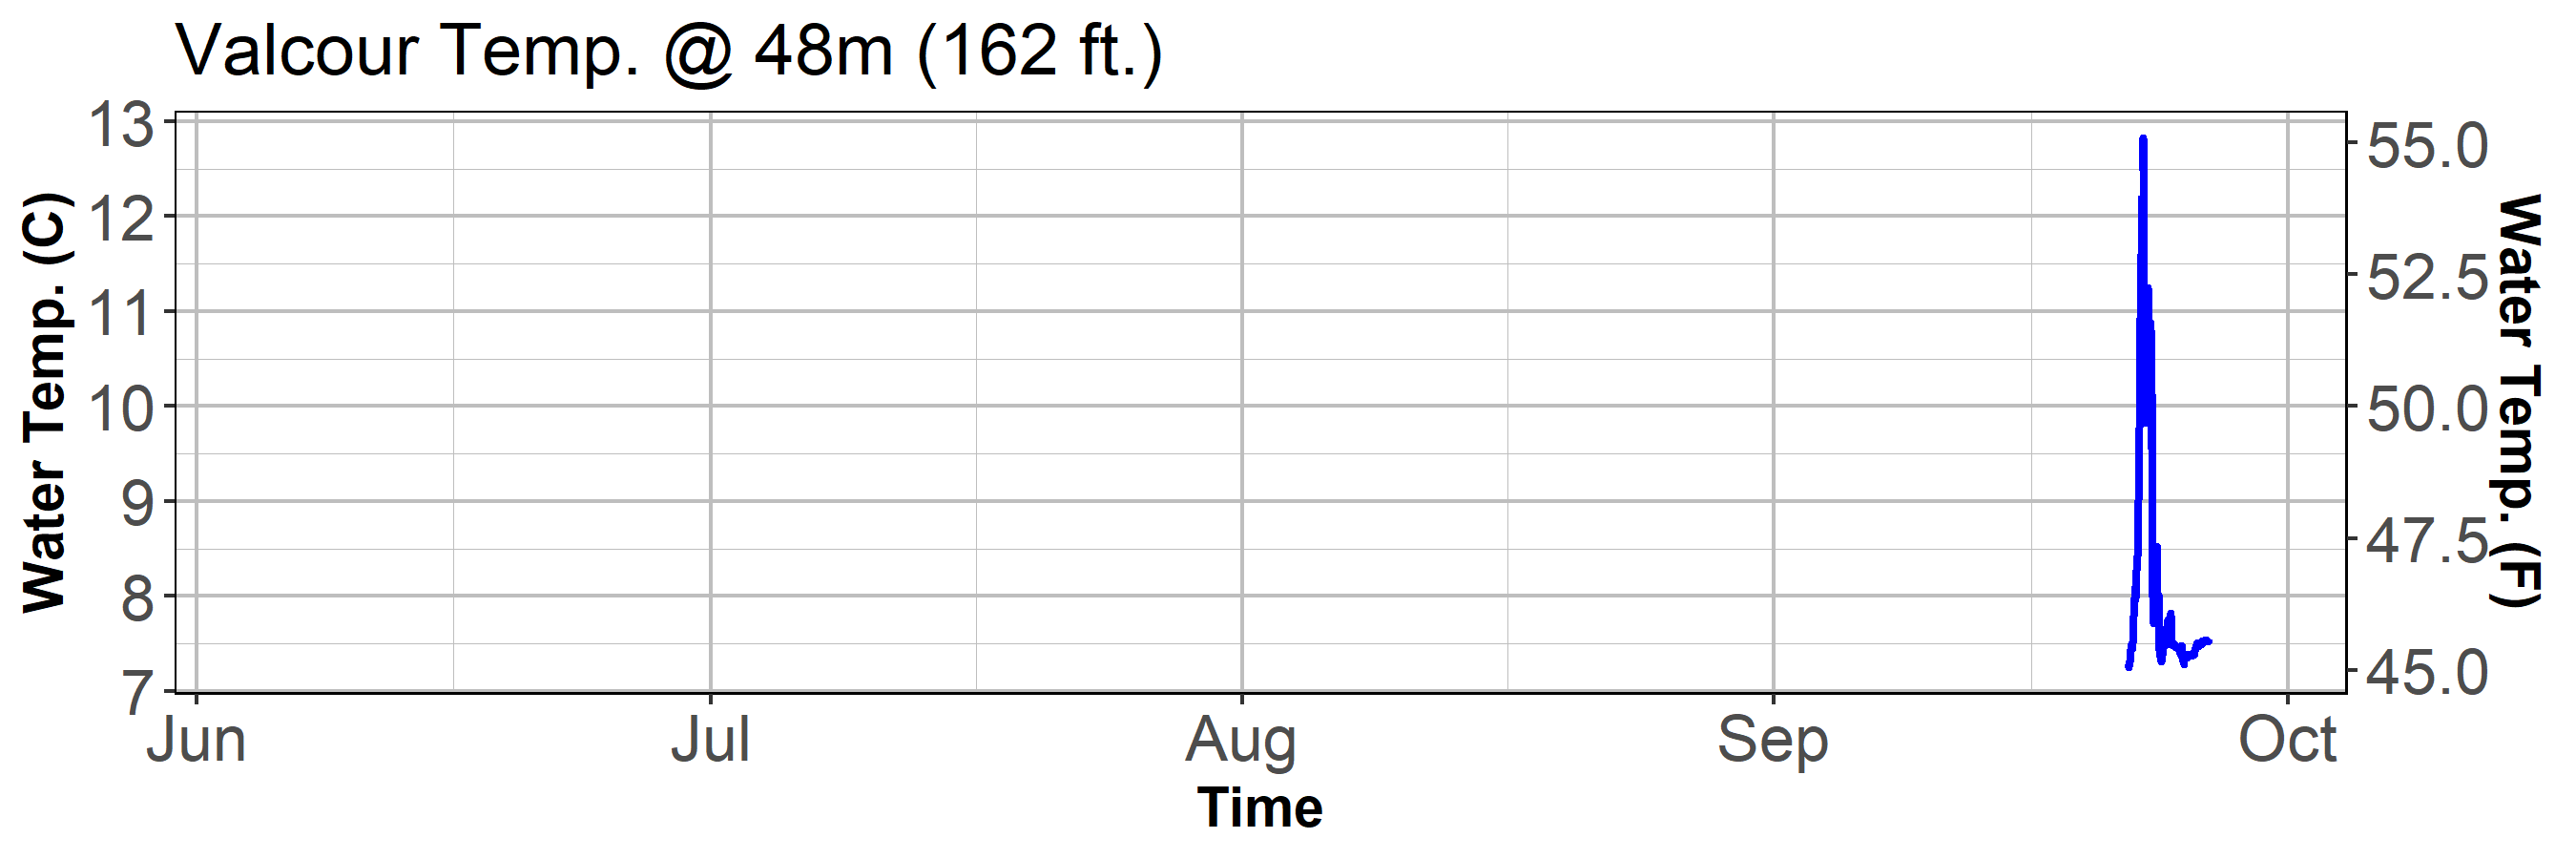 Valcour Temp. @ 48m (162 ft.)
Water Temp. (C)
13
12
11
10
9
8
7
55.0
52.5
50.0
47.5
45.0
Water Temp. (F)
Jun Jul Aug Sep Oct
Time